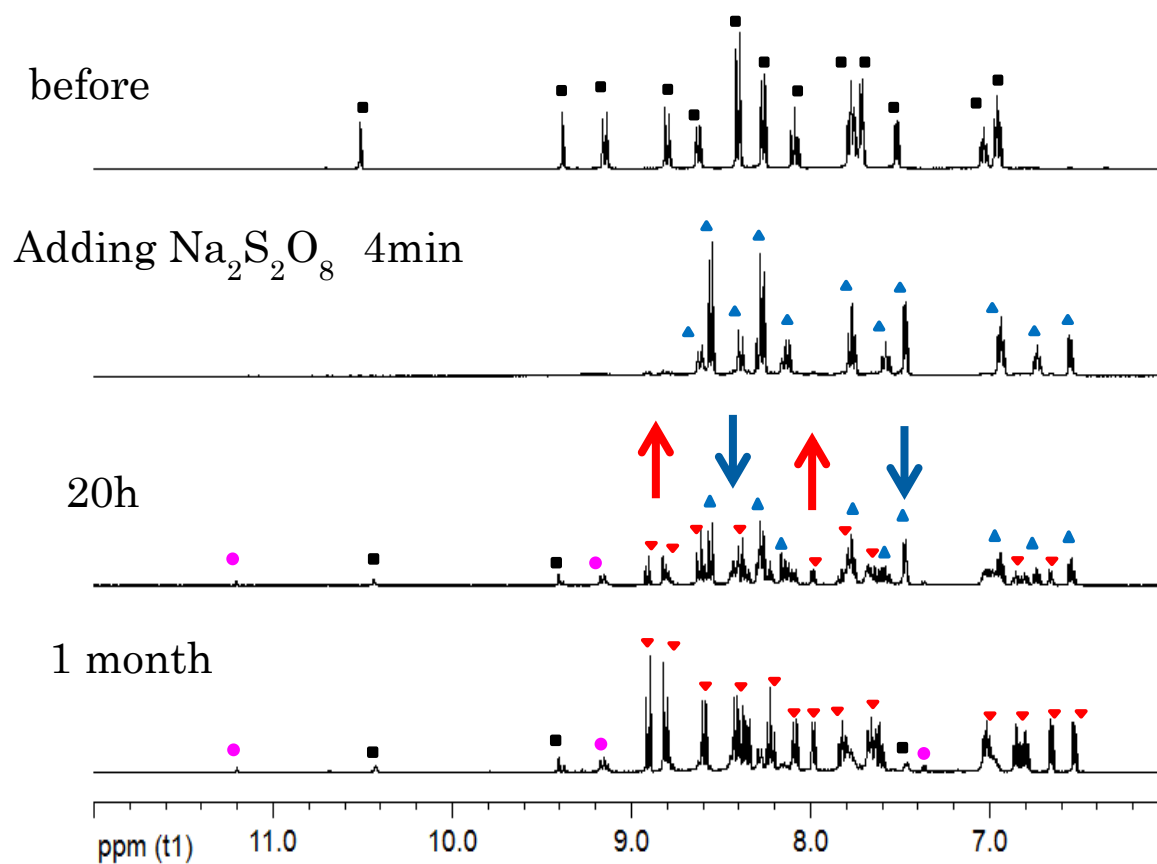 before
Adding Na₂S₂O₈ 4min
20h
1 month
11.0 10.0 9.0 8.0 7.0
ppm (t1)